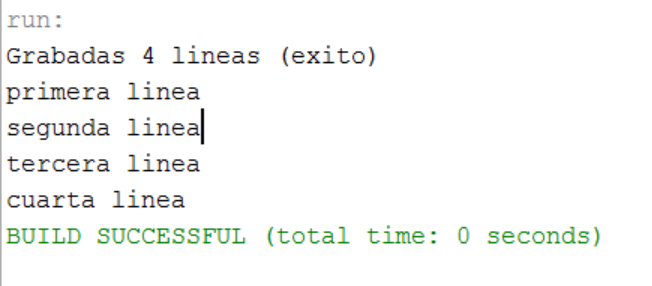 run:
Grabadas 4 lineas (exito)
primera linea
segunda linea
tercera linea
cuarta linea
BUILD SUCCESSFUL (total time: 0 seconds)